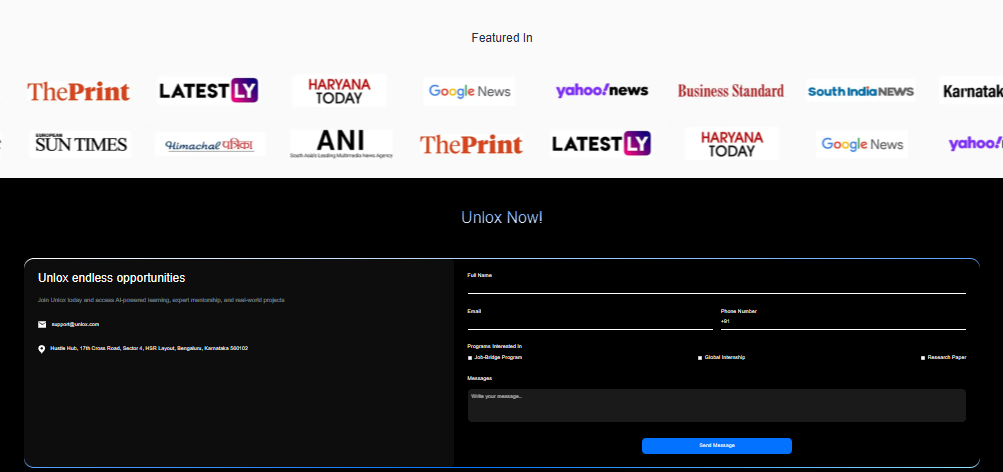 Featured In
ThePrint LATESTLY HARYANA TODAY Google News yahoo!news Business Standard South India NEWS Karnatak
EUROPEAN SUN TIMES Himachal पत्रिका ANI South Asia's Leading Multimedia News Agency ThePrint LATESTLY HARYANA TODAY Google News yahoo!
Unlox Now!
Unlox endless opportunities
Join Unlox today and access AI-powered learning, expert mentorship, and real-world projects
support@unlox.com
Hustle Hub, 17th Cross Road, Sector 4, HSR Layout, Bengaluru, Karnataka 560102
Full Name
Email Phone Number
+91
Programs Interested In
Job-Bridge Program Global Internship Research Paper
Messages
Write your message..
Send Message